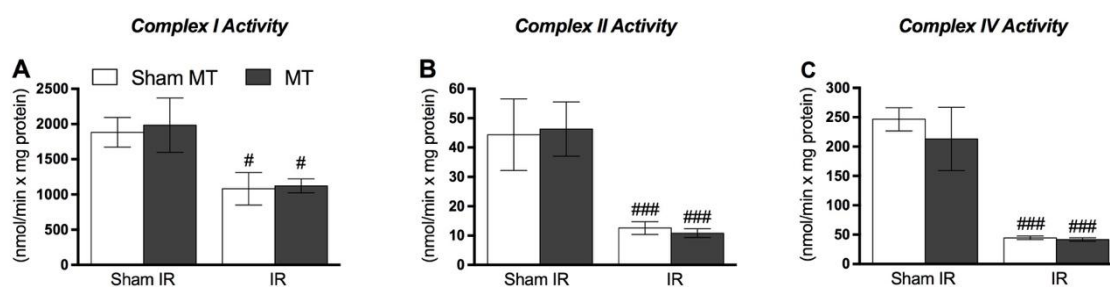 Complex I Activity
A
Sham MT MT
(nmol/min x mg protein)
2500
2000
1500
1000
500
0
# #
Sham IR IR
Complex II Activity
B
(nmol/min x mg protein)
60
50
40
30
20
10
0
### ###
Sham IR IR
Complex IV Activity
C
(nmol/min x mg protein)
300
250
200
150
100
50
0
### ###
Sham IR IR